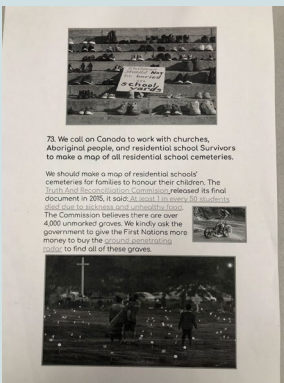 Children
should Not
be buried
in
school
yards
73. We call on Canada to work with churches,
Aboriginal people, and residential school Survivors
to make a map of all residential school cemeteries.
We should make a map of residential schools'
cemeteries for families to honour their children. The
Truth And Reconciliation Commission released its final
document in 2015, it said: At least 1 in every 50 students
died due to sickness and unhealthy food.
The Commission believes there are over
4,000 unmarked graves. We kindly ask the
government to give the First Nations more
money to buy the ground penetrating
radar to find all of these graves.